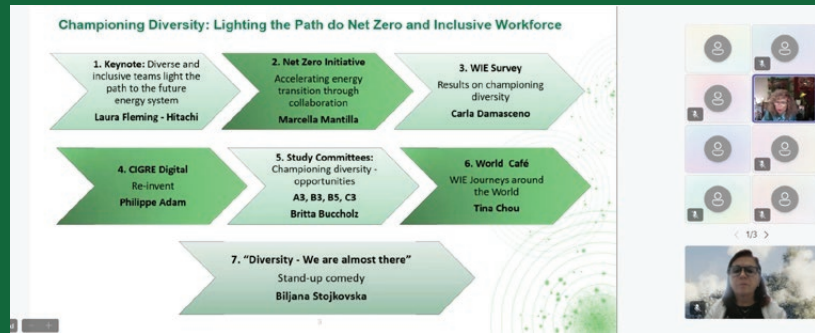 Championing Diversity: Lighting the Path do Net Zero and Inclusive Workforce
1. Keynote: Diverse and
inclusive teams light the
path to the future
energy system
Laura Fleming - Hitachi
2. Net Zero Initiative
Accelerating energy
transition through
collaboration
Marcella Mantilla
3. WIE Survey
Results on championing
diversity
Carla Damasceno
4. CIGRE Digital
Re-invent
Philippe Adam
5. Study Committees:
Championing diversity -
opportunities
A3, B3, B5, C3
Britta Buccholz
6. World Café
WIE Journeys around
the World
Tina Chou
7. "Diversity - We are almost there"
Stand-up comedy
Biljana Stojkovska
1/3